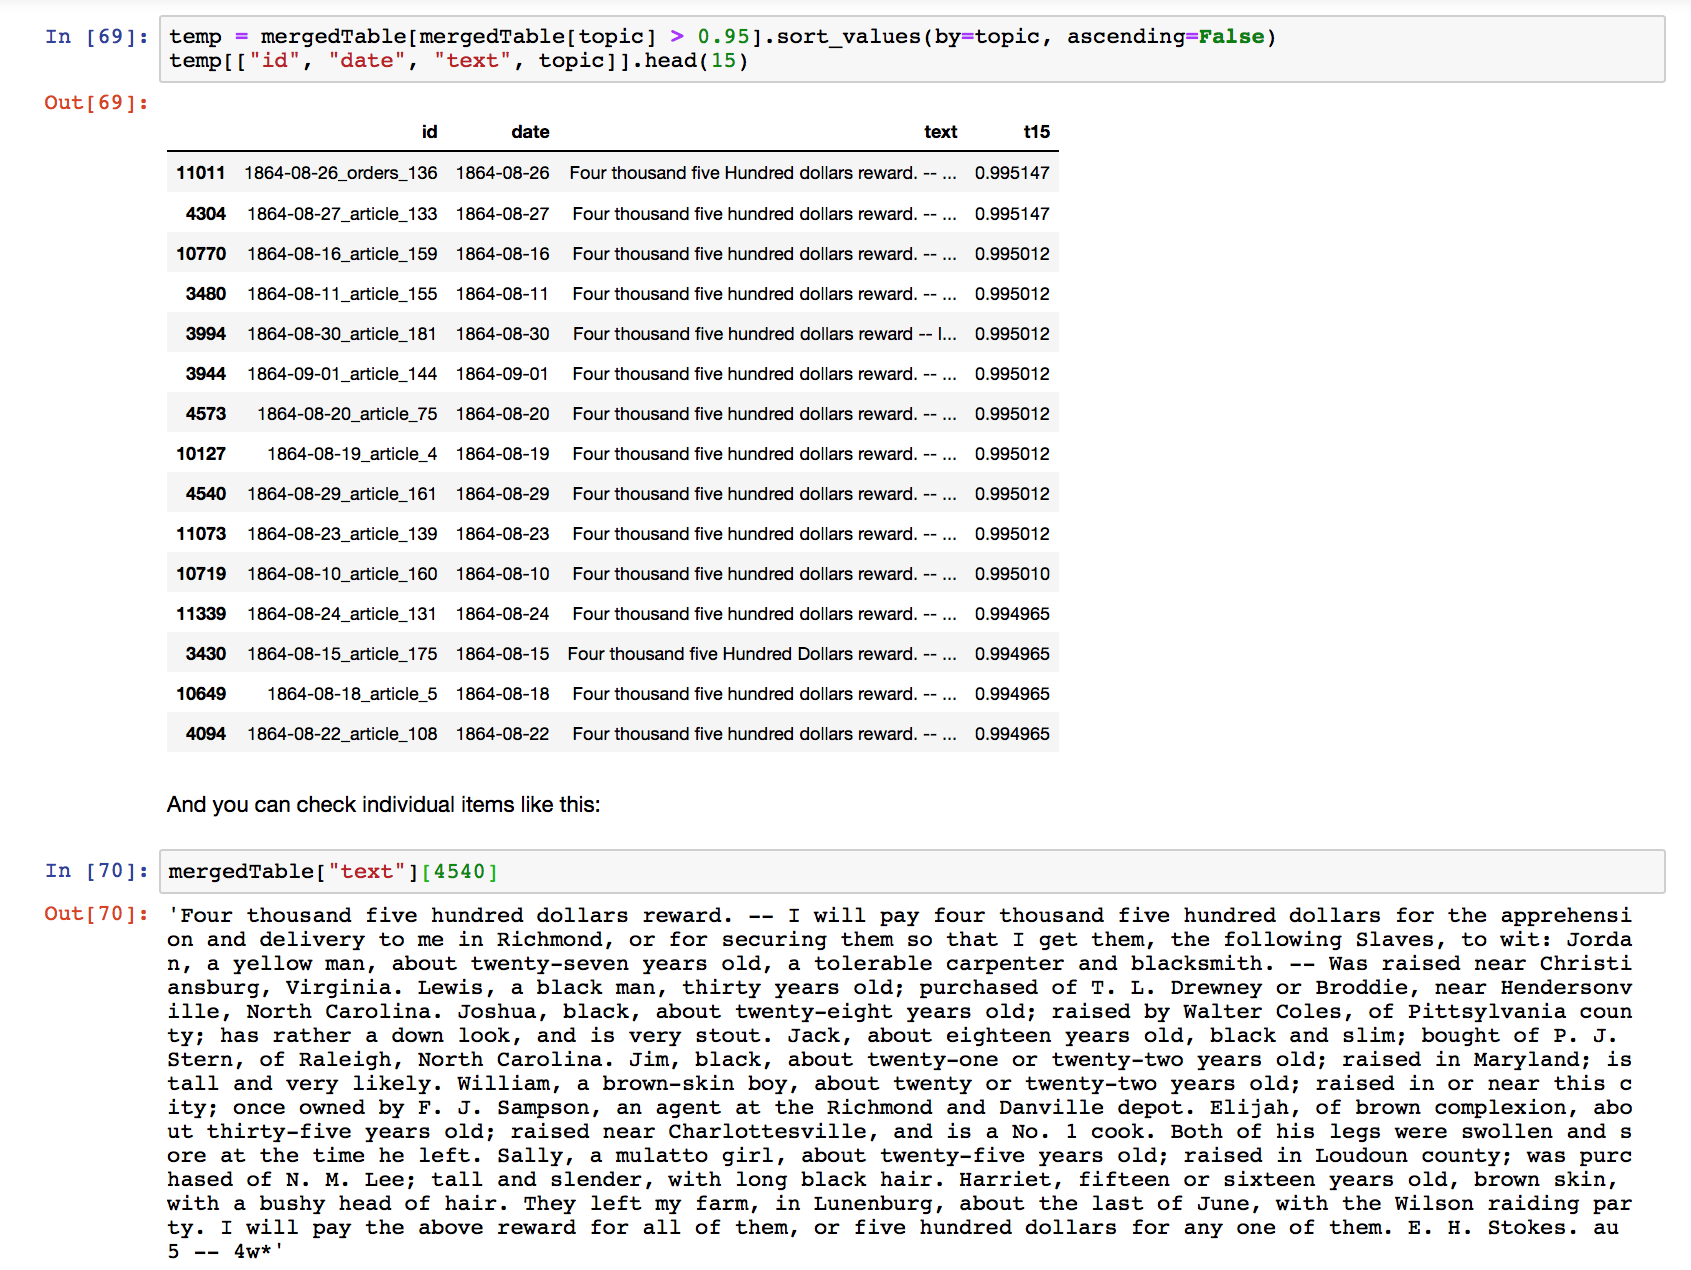 In [69]: temp = mergedTable[mergedTable[topic] > 0.95].sort_values(by=topic, ascending=False)
temp[["id", "date", "text", topic]].head(15)
Out[69]:
id date text t15
11011 1864-08-26_orders_136 1864-08-26 Four thousand five Hundred dollars reward. -- ... 0.995147
4304 1864-08-27_article_133 1864-08-27 Four thousand five hundred dollars reward. -- ... 0.995147
10770 1864-08-16_article_159 1864-08-16 Four thousand five hundred dollars reward. -- ... 0.995012
3480 1864-08-11_article_155 1864-08-11 Four thousand five hundred dollars reward. -- ... 0.995012
3994 1864-08-30_article_181 1864-08-30 Four thousand five hundred dollars reward -- I... 0.995012
3944 1864-09-01_article_144 1864-09-01 Four thousand five hundred dollars reward. -- ... 0.995012
4573 1864-08-20_article_75 1864-08-20 Four thousand five hundred dollars reward. -- ... 0.995012
10127 1864-08-19_article_4 1864-08-19 Four thousand five hundred dollars reward. -- ... 0.995012
4540 1864-08-29_article_161 1864-08-29 Four thousand five hundred dollars reward. -- ... 0.995012
11073 1864-08-23_article_139 1864-08-23 Four thousand five hundred dollars reward. -- ... 0.995012
10719 1864-08-10_article_160 1864-08-10 Four thousand five hundred dollars reward. -- ... 0.995010
11339 1864-08-24_article_131 1864-08-24 Four thousand five hundred dollars reward. -- ... 0.994965
3430 1864-08-15_article_175 1864-08-15 Four thousand five Hundred Dollars reward. -- ... 0.994965
10649 1864-08-18_article_5 1864-08-18 Four thousand five hundred dollars reward. -- ... 0.994965
4094 1864-08-22_article_108 1864-08-22 Four thousand five hundred dollars reward. -- ... 0.994965
And you can check individual items like this:
In [70]: mergedTable["text"][4540]
Out[70]: 'Four thousand five hundred dollars reward. -- I will pay four thousand five hundred dollars for the apprehensi
on and delivery to me in Richmond, or for securing them so that I get them, the following Slaves, to wit: Jorda
n, a yellow man, about twenty-seven years old, a tolerable carpenter and blacksmith. -- Was raised near Christi
ansburg, Virginia. Lewis, a black man, thirty years old; purchased of T. L. Drewney or Broddie, near Hendersonv
ille, North Carolina. Joshua, black, about twenty-eight years old; raised by Walter Coles, of Pittsylvania coun
ty; has rather a down look, and is very stout. Jack, about eighteen years old, black and slim; bought of P. J.
Stern, of Raleigh, North Carolina. Jim, black, about twenty-one or twenty-two years old; raised in Maryland; is
tall and very likely. William, a brown-skin boy, about twenty or twenty-two years old; raised in or near this c
ity; once owned by F. J. Sampson, an agent at the Richmond and Danville depot. Elijah, of brown complexion, abo
ut thirty-five years old; raised near Charlottesville, and is a No. 1 cook. Both of his legs were swollen and s
ore at the time he left. Sally, a mulatto girl, about twenty-five years old; raised in Loudoun county; was purc
hased of N. M. Lee; tall and slender, with long black hair. Harriet, fifteen or sixteen years old, brown skin,
with a bushy head of hair. They left my farm, in Lunenburg, about the last of June, with the Wilson raiding par
ty. I will pay the above reward for all of them, or five hundred dollars for any one of them. E. H. Stokes. au
5 -- 4w*'